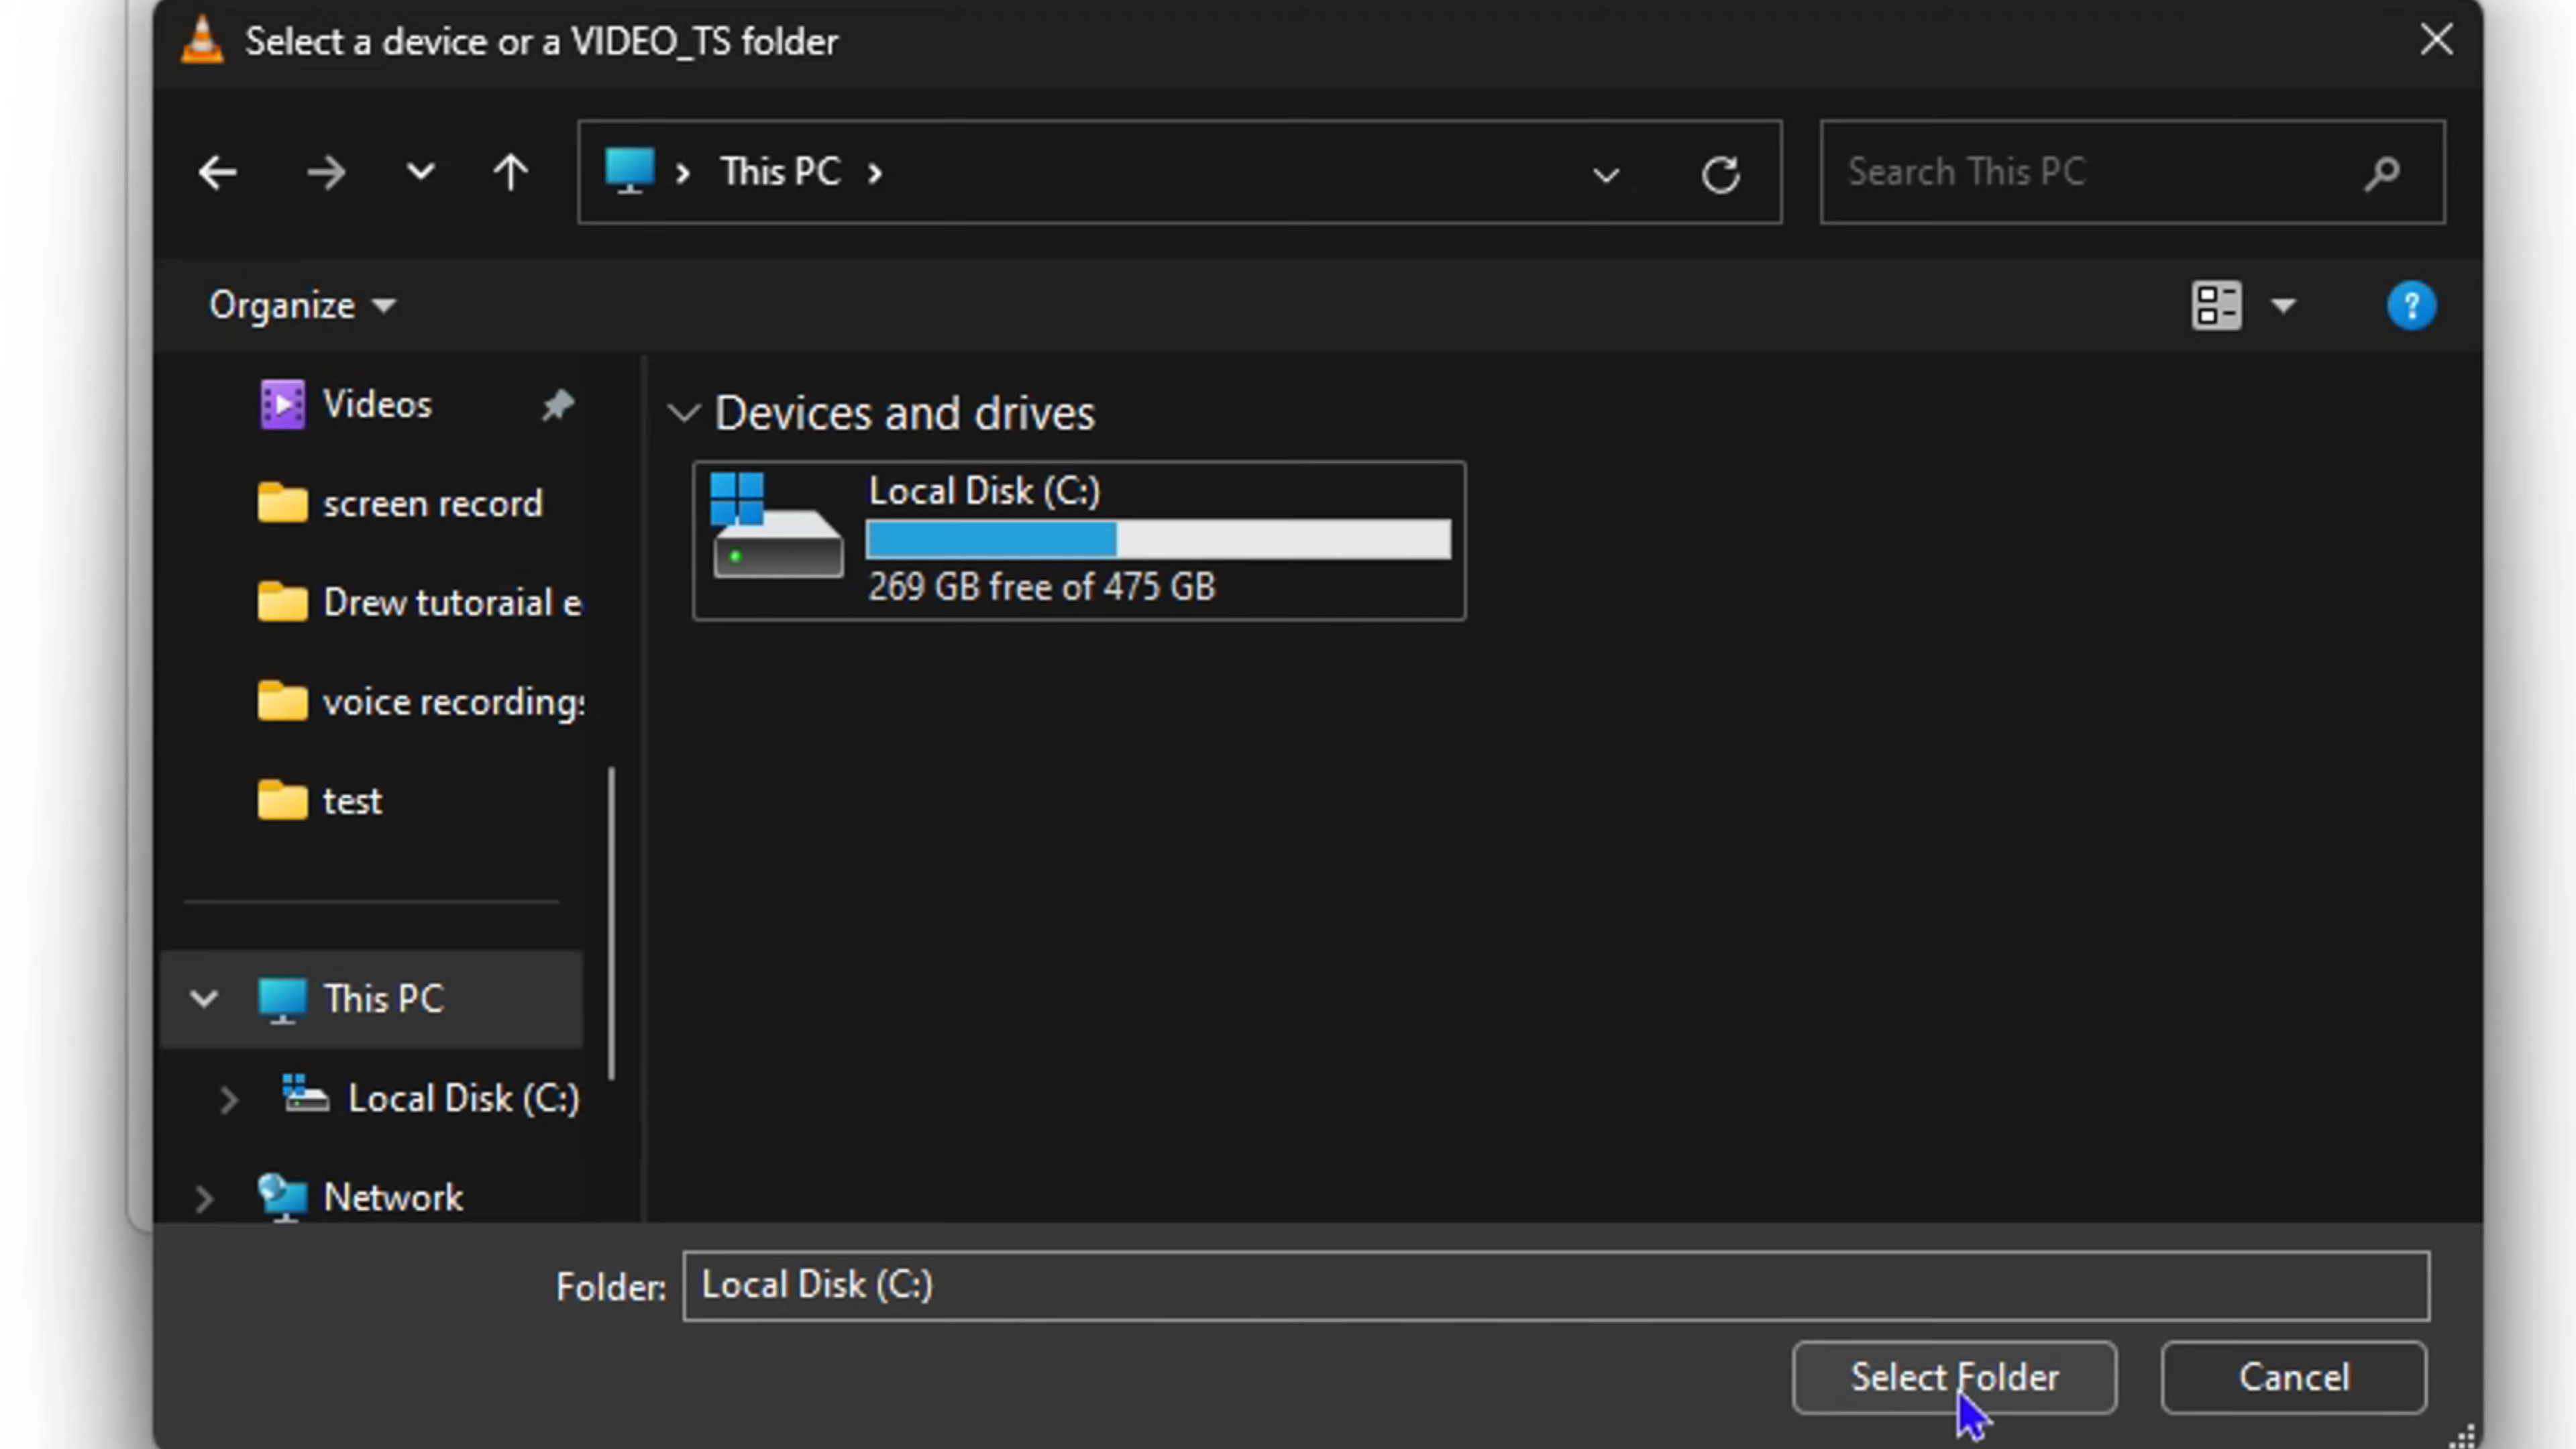 Select a device or a VIDEO_TS folder
This PC
Search This PC
Organize
Videos
screen record
Drew tutoraial e
voice recordings
test
This PC
Local Disk (C:)
Network
Devices and drives
Local Disk (C:)
269 GB free of 475 GB
Folder: Local Disk (C:)
Select Folder
Cancel